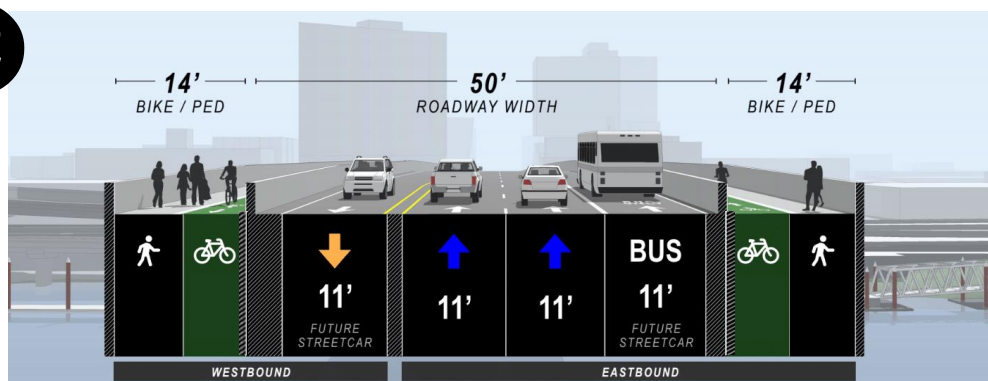 14’
BIKE / PED
50’
ROADWAY WIDTH
14’
BIKE / PED
11’
FUTURE
STREETCAR
11’
11’
BUS
11’
FUTURE
STREETCAR
WESTBOUND
EASTBOUND